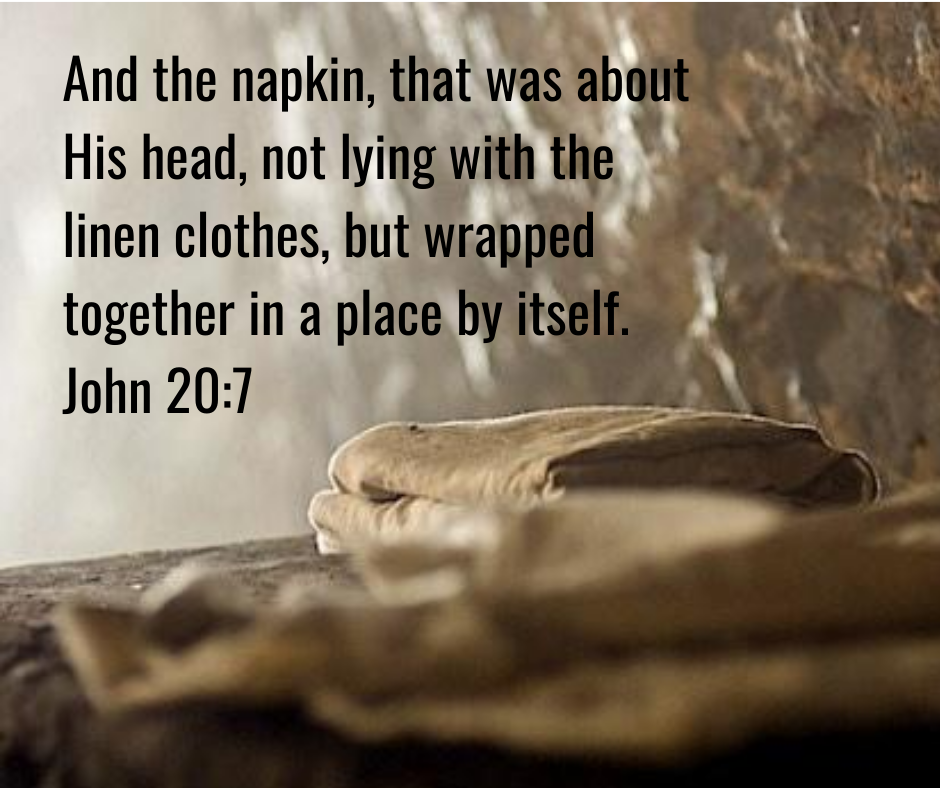 And the napkin, that was about
His head, not lying with the
linen clothes, but wrapped
together in a place by itself.
John 20:7